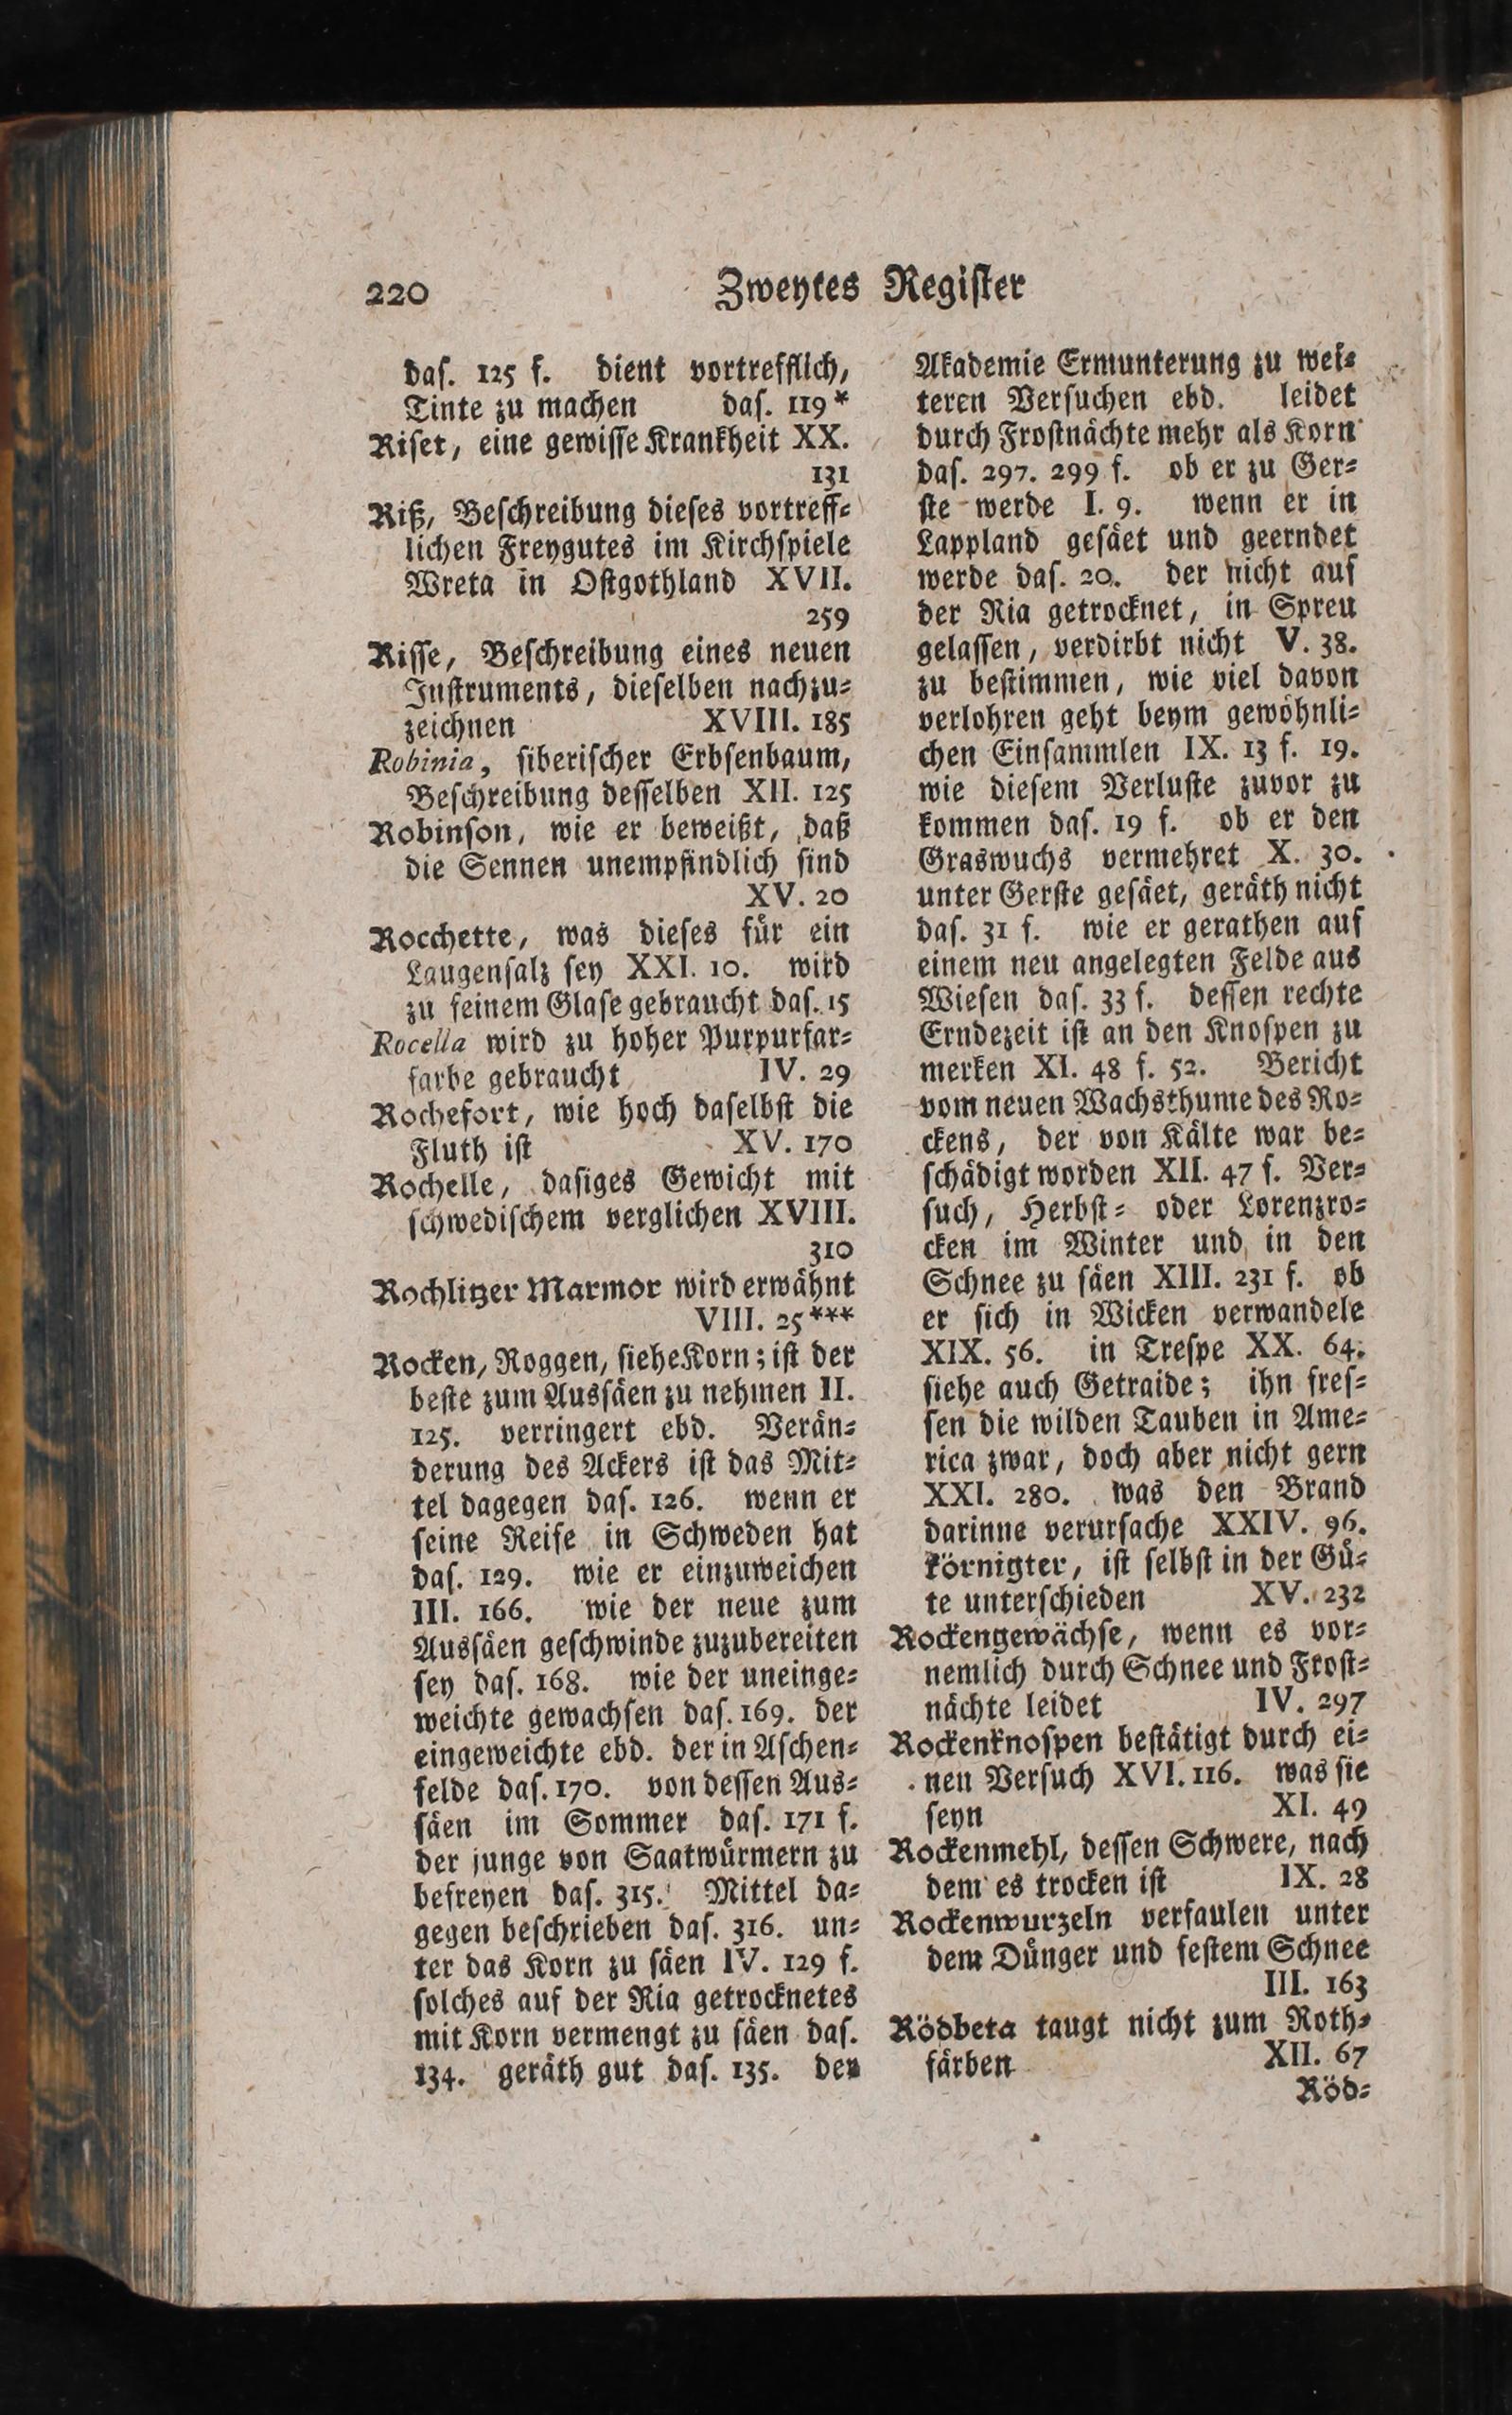 220 Zweytes Register
das. 125 f. dient vortrefflich,
Tinte zu machen das. 119*
Riset, eine gewisse Krankheit XX.
131
Riß, Beschreibung dieses vortreff-
lichen Freygutes im Kirchspiele
Wreta in Ostgothland XVII.
259
Risse, Beschreibung eines neuen
Instruments, dieselben nachzu-
zeichnen XVIII. 185
Robinia, siberischer Erbsenbaum,
Beschreibung desselben XII. 125
Robinson, wie er beweißt, daß
die Sennen unempfindlich sind
XV. 20
Rocchette, was dieses für ein
Laugensalz sey XXI. 10. wird
zu feinem Glase gebraucht das. 15
Rocella wird zu hoher Purpurfar-
farbe gebraucht IV. 29
Rochefort, wie hoch daselbst die
Fluth ist XV. 170
Rochelle, dasiges Gewicht mit
schwedischem verglichen XVIII.
310
Rochlitzer Marmor wird erwähnt
VIII. 25***
Rocken, Roggen, siehe Korn; ist der
beste zum Aussäen zu nehmen II.
125. verringert ebd. Verän-
derung des Ackers ist das Mit-
tel dagegen das. 126. wenn er
seine Reife in Schweden hat
das. 129. wie er einzuweichen
III. 166. wie der neue zum
Aussäen geschwinde zuzubereiten
sey das. 168. wie der uneinge-
weichte gewachsen das. 169. der
eingeweichte ebd. der in Aschen-
felde das. 170. von dessen Aus-
säen im Sommer das. 171 f.
der junge von Saatwürmern zu
befreyen das. 315. Mittel da-
gegen beschrieben das. 316. un-
ter das Korn zu säen IV. 129 f.
solches auf der Ria getrocknetes
mit Korn vermengt zu säen das.
134. geräth gut das. 135. der
Akademie Ermunterung zu wei-
teren Versuchen ebd. leidet
durch Frostnächte mehr als Korn
das. 297. 299 f. ob er zu Ger-
ste werde I. 9. wenn er in
Lappland gesäet und geerndet
werde das. 20. der nicht auf
der Ria getrocknet, in Spreu
gelassen, verdirbt nicht V. 38.
zu bestimmen, wie viel davon
verlohren geht beym gewöhnli-
chen Einsammlen IX. 13 f. 19.
wie diesem Verluste zuvor zu
kommen das. 19 f. ob er den
Graswuchs vermehret X. 30.
unter Gerste gesäet, geräth nicht
das. 31 f. wie er gerathen auf
einem neu angelegten Felde aus
Wiesen das. 33 f. dessen rechte
Erndezeit ist an den Knospen zu
merken XI. 48 f. 52. Bericht
vom neuen Wachsthume des Ro-
ckens, der von Kälte war be-
schädigt worden XII. 47 f. Ver-
such, Herbst- oder Lorenzro-
cken im Winter und in den
Schnee zu säen XIII. 231 f. ob
er sich in Wicken verwandele
XIX. 56. in Trespe XX. 64.
siehe auch Getraide; ihn fres-
sen die wilden Tauben in Ame-
rica zwar, doch aber nicht gern
XXI. 280. was den Brand
darinne verursache XXIV. 96.
körnigter, ist selbst in der Gü-
te unterschieden XV. 232
Rockengewächse, wenn es vor-
nemlich durch Schnee und Frost-
nächte leidet IV. 297
Rockenknospen bestätigt durch ei-
nen Versuch XVI. 116. was sie
seyn XI. 49
Rockenmehl, dessen Schwere, nach
dem es trocken ist IX. 28
Rockenwurzeln verfaulen unter
dem Dünger und festem Schnee
III. 163
Rödbeta taugt nicht zum Roth-
färben XII. 67
Röd-